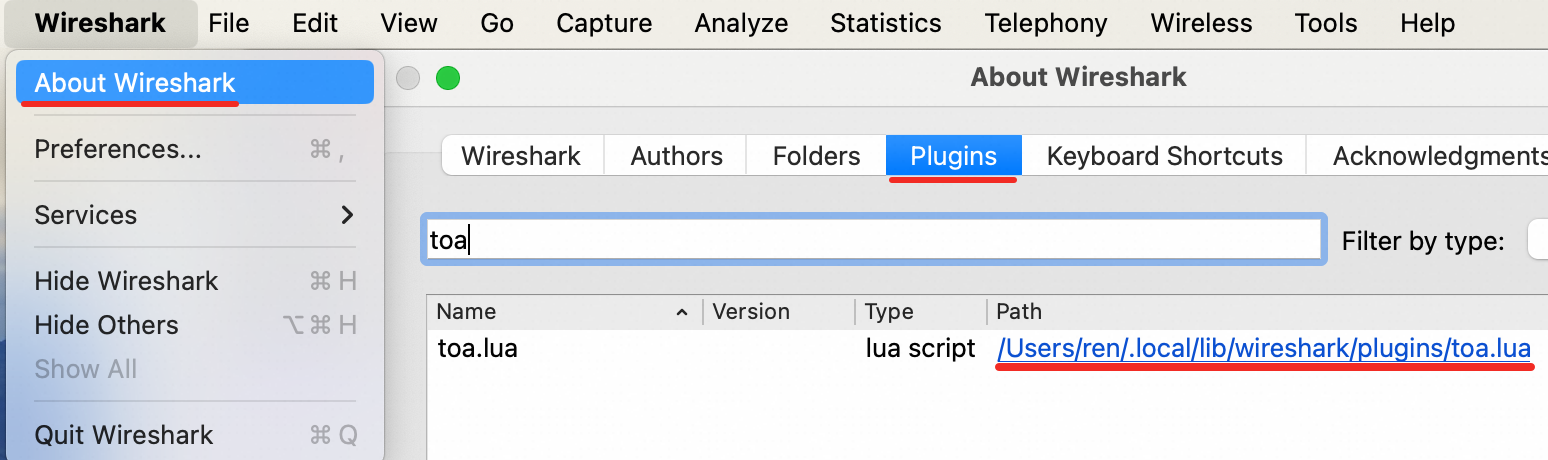 Wireshark File Edit View Go Capture Analyze Statistics Telephony Wireless Tools Help
About Wireshark
About Wireshark
Preferences... ⌘ ,
Wireshark Authors Folders Plugins Keyboard Shortcuts Acknowledgments
Services
toa
Filter by type:
Hide Wireshark ⌘ H
Name Version Type Path
Hide Others ⌥ ⌘ H
toa.lua lua script /Users/ren/.local/lib/wireshark/plugins/toa.lua
Show All
Quit Wireshark ⌘ Q